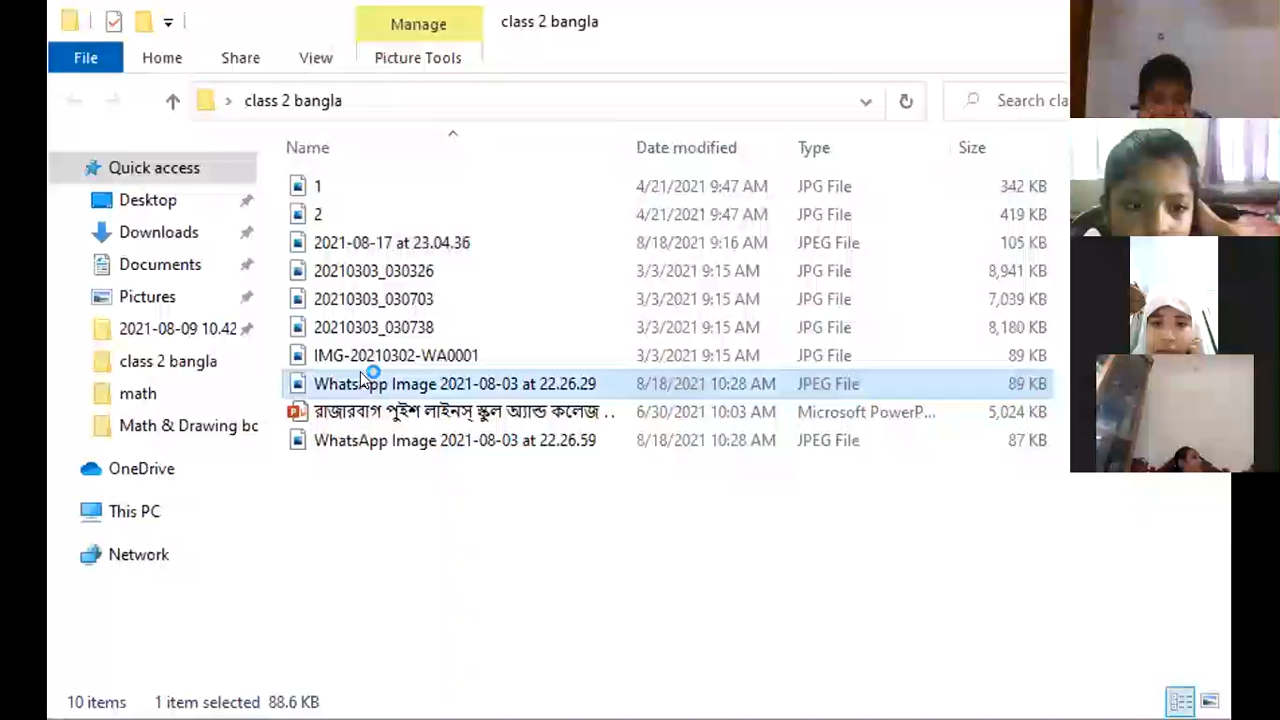 Manage
class 2 bangla
File
Home
Share
View
Picture Tools
class 2 bangla
Search cla
Name
Date modified
Type
Size
Quick access
Desktop
Downloads
Documents
Pictures
2021-08-09 10.42
class 2 bangla
math
Math & Drawing bc
OneDrive
This PC
Network
1 4/21/2021 9:47 AM JPG File 342 KB
2 4/21/2021 9:47 AM JPG File 419 KB
2021-08-17 at 23.04.36 8/18/2021 9:16 AM JPEG File 105 KB
20210303_030326 3/3/2021 9:15 AM JPG File 8,941 KB
20210303_030703 3/3/2021 9:15 AM JPG File 7,039 KB
20210303_030738 3/3/2021 9:15 AM JPG File 8,180 KB
IMG-20210302-WA0001 3/3/2021 9:15 AM JPG File 89 KB
WhatsApp Image 2021-08-03 at 22.26.29 8/18/2021 10:28 AM JPEG File 89 KB
রাজারবাগ পুইশ লাইনস্ স্কুল অ্যান্ড কলেজ .. 6/30/2021 10:03 AM Microsoft PowerP... 5,024 KB
WhatsApp Image 2021-08-03 at 22.26.59 8/18/2021 10:28 AM JPEG File 87 KB
10 items 1 item selected 88.6 KB